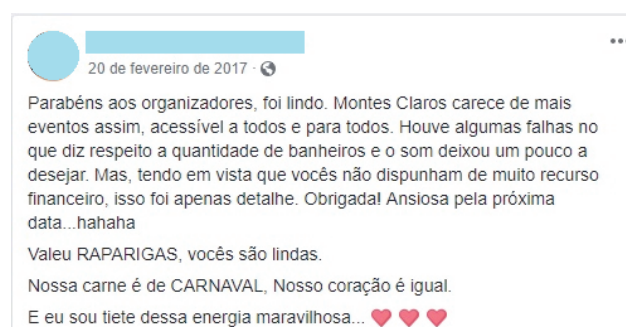 20 de fevereiro de 2017 ·
Parabéns aos organizadores, foi lindo. Montes Claros carece de mais
eventos assim, acessível a todos e para todos. Houve algumas falhas no
que diz respeito a quantidade de banheiros e o som deixou um pouco a
desejar. Mas, tendo em vista que vocês não dispunham de muito recurso
financeiro, isso foi apenas detalhe. Obrigada! Ansiosa pela próxima
data...hahaha
Valeu RAPARIGAS, vocês são lindas.
Nossa carne é de CARNAVAL, Nosso coração é igual.
E eu sou tiete dessa energia maravilhosa... ❤️ ❤️ ❤️